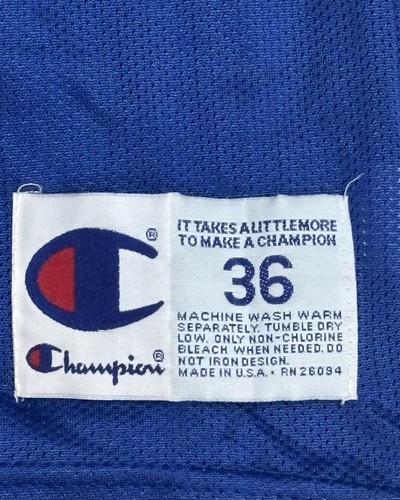 IT TAKES A LITTLE MORE
TO MAKE A CHAMPION
36
MACHINE WASH WARM
SEPARATELY. TUMBLE DRY
LOW. ONLY NON-CHLORINE
BLEACH WHEN NEEDED. DO
NOT IRON DESIGN.
MADE IN U.S.A. • RN 26094
C®
Champion®